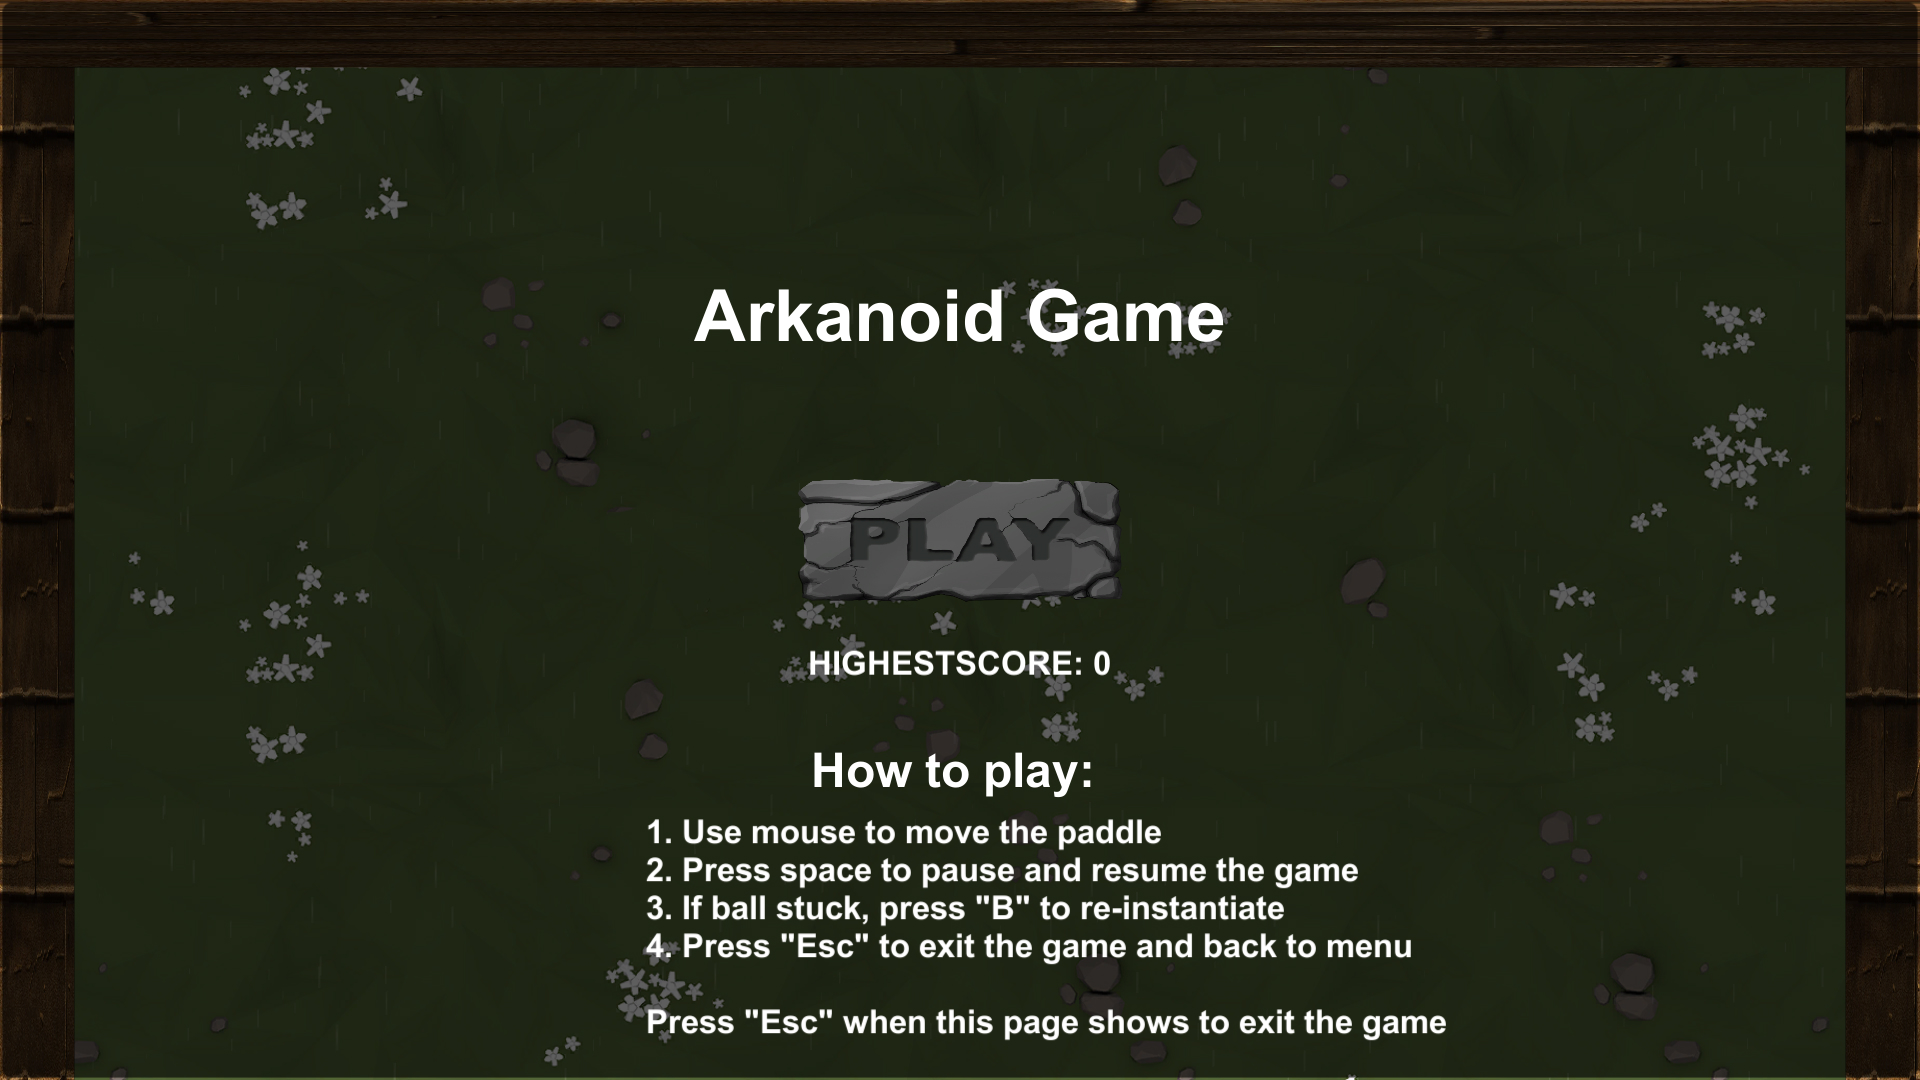 Arkanoid Game
PLAY
HIGHESTSCORE: 0
How to play:
1. Use mouse to move the paddle
2. Press space to pause and resume the game
3. If ball stuck, press "B" to re-instantiate
4. Press "Esc" to exit the game and back to menu
Press "Esc" when this page shows to exit the game